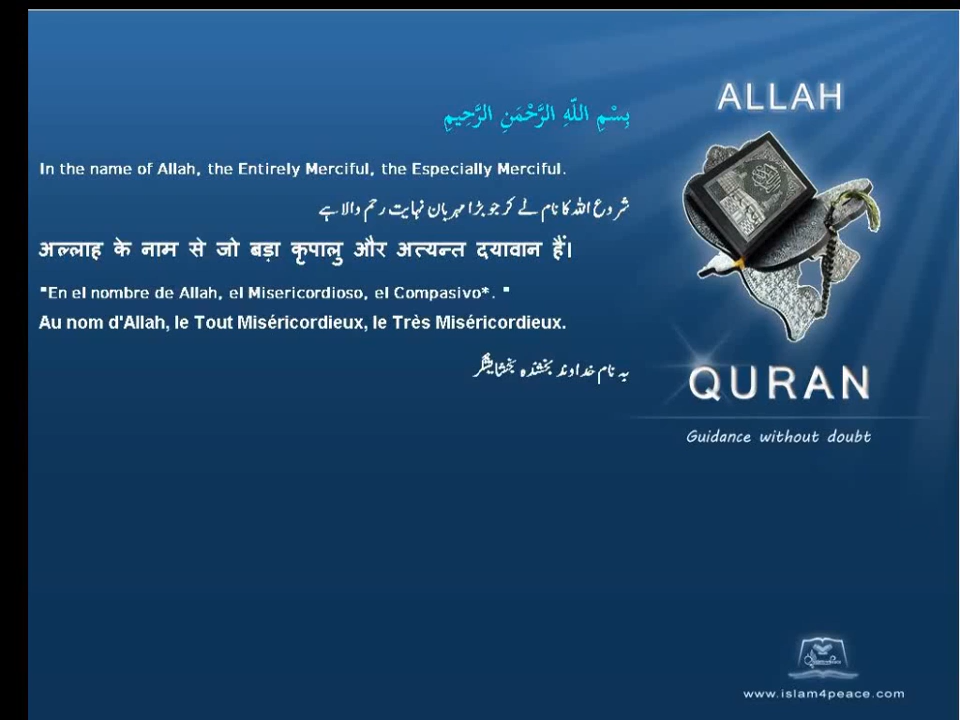 بِسْمِ اللَّهِ الرَّحْمَنِ الرَّحِيمِ
In the name of Allah, the Entirely Merciful, the Especially Merciful.
شروع الله کا نام لے کر جو بڑا مہربان نہایت رحم والا ہے
अल्लाह के नाम से जो बड़ा कृपालु और अत्यन्त दयावान हैं।
"En el nombre de Allah, el Misericordioso, el Compasivo*. "
Au nom d'Allah, le Tout Miséricordieux, le Très Miséricordieux.
به نام خداوند بخشنده بخشایشگر
ALLAH
QURAN
Guidance without doubt
www.islam4peace.com